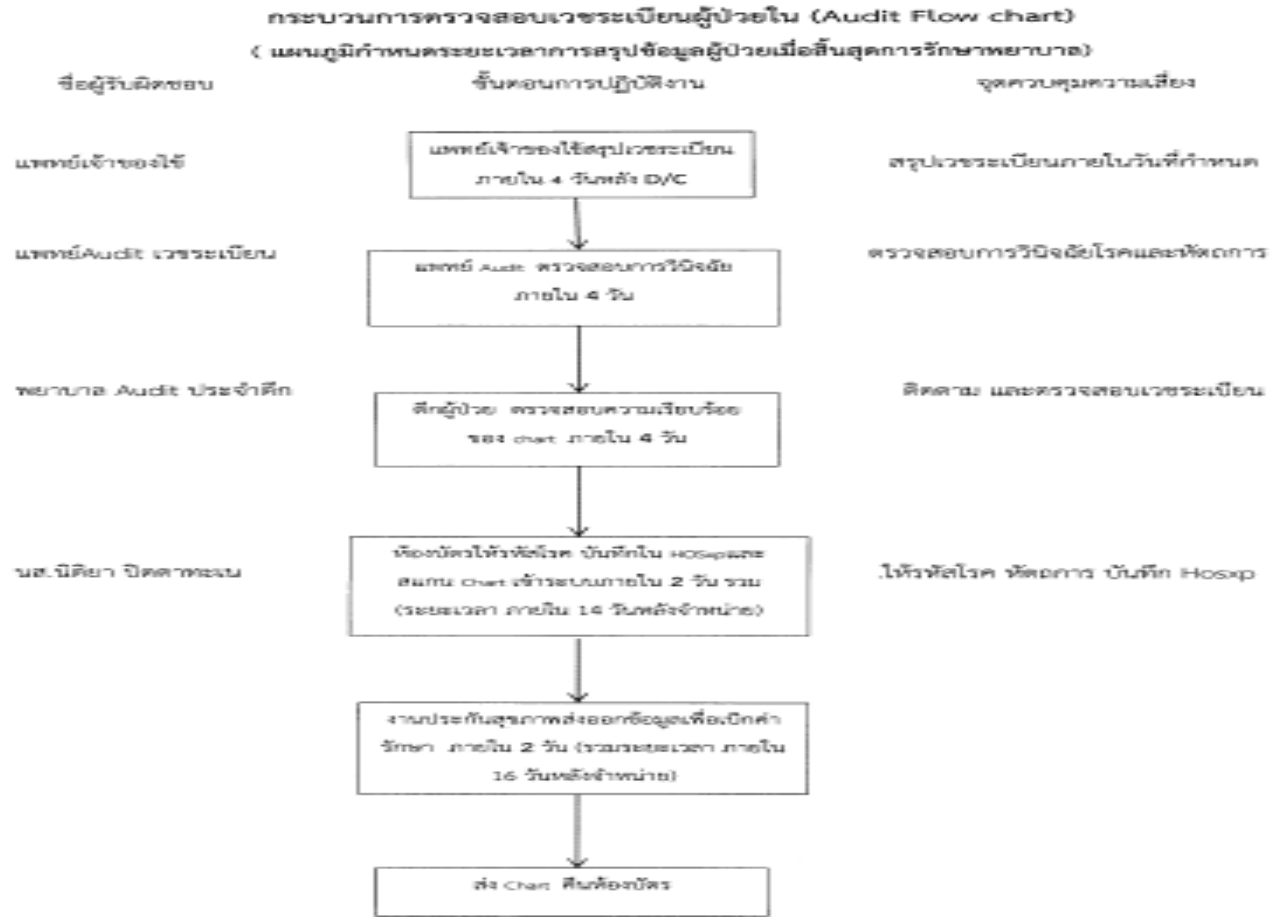 กระบวนการตรวจสอบเวชระเบียนผู้ป่วยใน (Audit Flow chart)
( แผนภูมิกำหนดระยะเวลาการสรุปข้อมูลผู้ป่วยเมื่อสิ้นสุดการรักษาพยาบาล)
ชื่อผู้รับผิดชอบ ขั้นตอนการปฏิบัติงาน จุดควบคุมความเสี่ยง
แพทย์เจ้าของไข้
แพทย์เจ้าของไข้สรุปเวชระเบียน
ภายใน 4 วันหลัง D/C
สรุปเวชระเบียนภายในวันที่กำหนด
แพทย์Audit เวชระเบียน
แพทย์ Audit ตรวจสอบการวินิจฉัย
ภายใน 4 วัน
ตรวจสอบการวินิจฉัยโรคและหัตถการ
พยาบาล Audit ประจำตึก
ตึกผู้ป่วย ตรวจสอบความเรียบร้อย
ของ chart ภายใน 4 วัน
ติดตาม และตรวจสอบเวชระเบียน
นส.นิติยา
ห้องบัตรให้รหัสโรค บันทึกใน HOSxpและ
สแกน Chart เข้าระบบภายใน 2 วัน รวม
(ระยะเวลา ภายใน 14 วันหลังจำหน่าย)
.ให้รหัสโรค หัตถการ บันทึก Hosxp
งานประกันสุขภาพส่งออกข้อมูลเพื่อเบิกค่า
รักษา ภายใน 2 วัน (รวมระยะเวลา ภายใน
16 วันหลังจำหน่าย)
ส่ง Chart คืนห้องบัตร